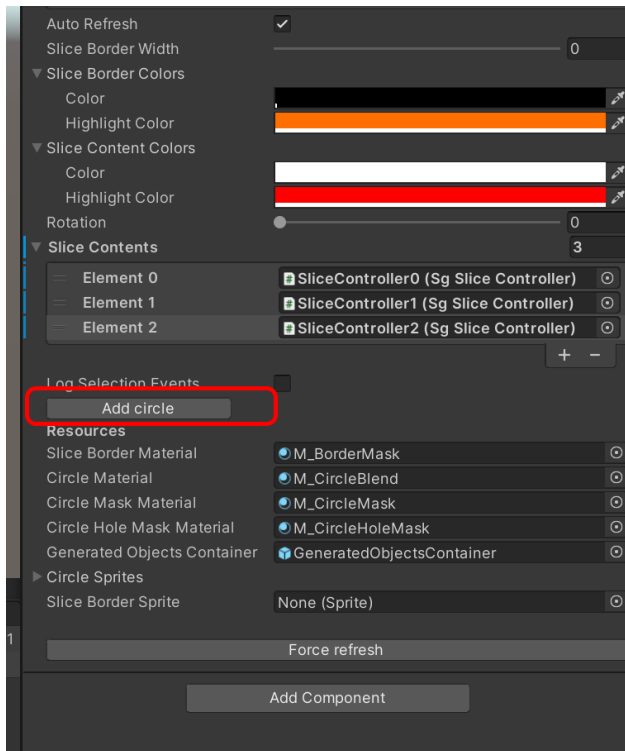 Auto Refresh
Slice Border Width 0
Slice Border Colors
Color
Highlight Color
Slice Content Colors
Color
Highlight Color
Rotation 0
Slice Contents 3
Element 0 # SliceController0 (Sg Slice Controller)
Element 1 # SliceController1 (Sg Slice Controller)
Element 2 # SliceController2 (Sg Slice Controller)
+ −
Log Selection Events
Add circle
Resources
Slice Border Material M_BorderMask
Circle Material M_CircleBlend
Circle Mask Material M_CircleMask
Circle Hole Mask Material M_CircleHoleMask
Generated Objects Container GeneratedObjectsContainer
Circle Sprites
Slice Border Sprite None (Sprite)
1
Force refresh
Add Component